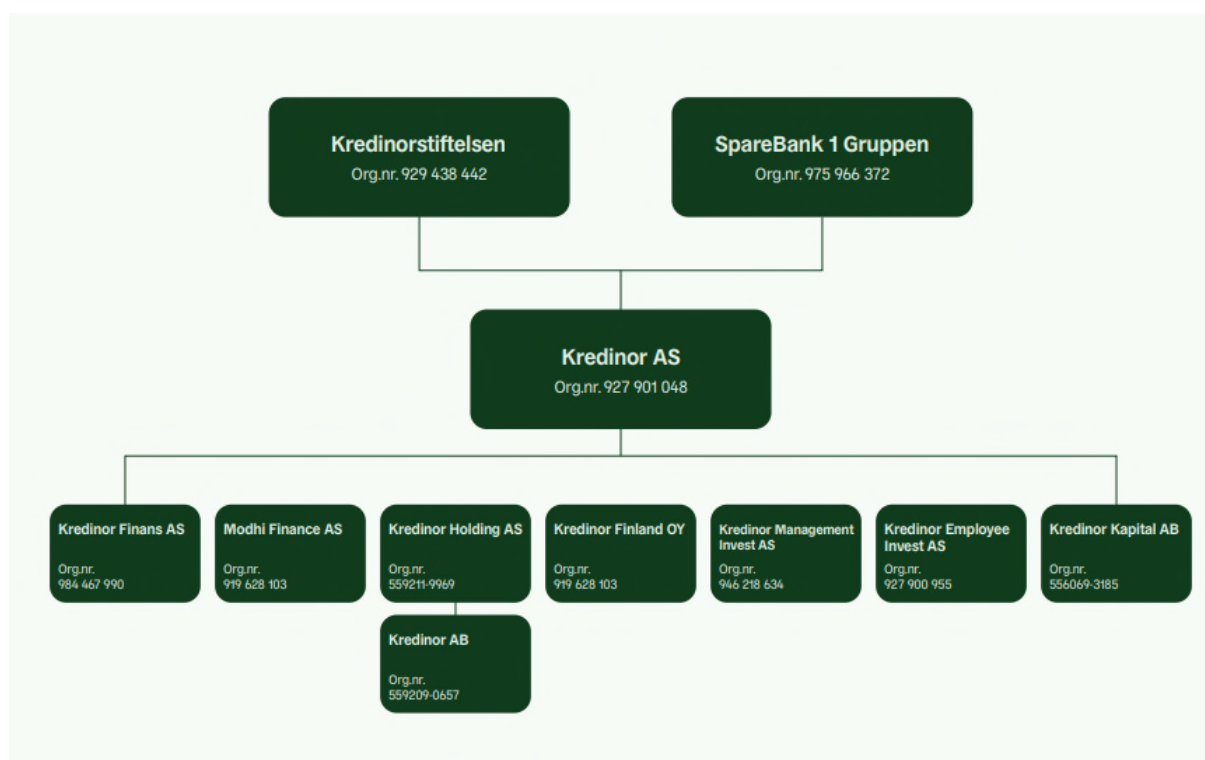 Kredinorstiftelsen
Org.nr. 929 438 442
SpareBank 1 Gruppen
Org.nr. 975 966 372
Kredinor AS
Org.nr. 927 901 048
Kredinor Finans AS
Org.nr.
984 467 990
Modhi Finance AS
Org.nr.
919 628 103
Kredinor Holding AS
Org.nr.
559211-9969
Kredinor Finland OY
Org.nr.
919 628 103
Kredinor Management
Invest AS
Org.nr.
946 218 634
Kredinor Employee
Invest AS
Org.nr.
927 900 955
Kredinor Kapital AB
Org.nr.
556069-3185
Kredinor AB
Org.nr.
559209-0657